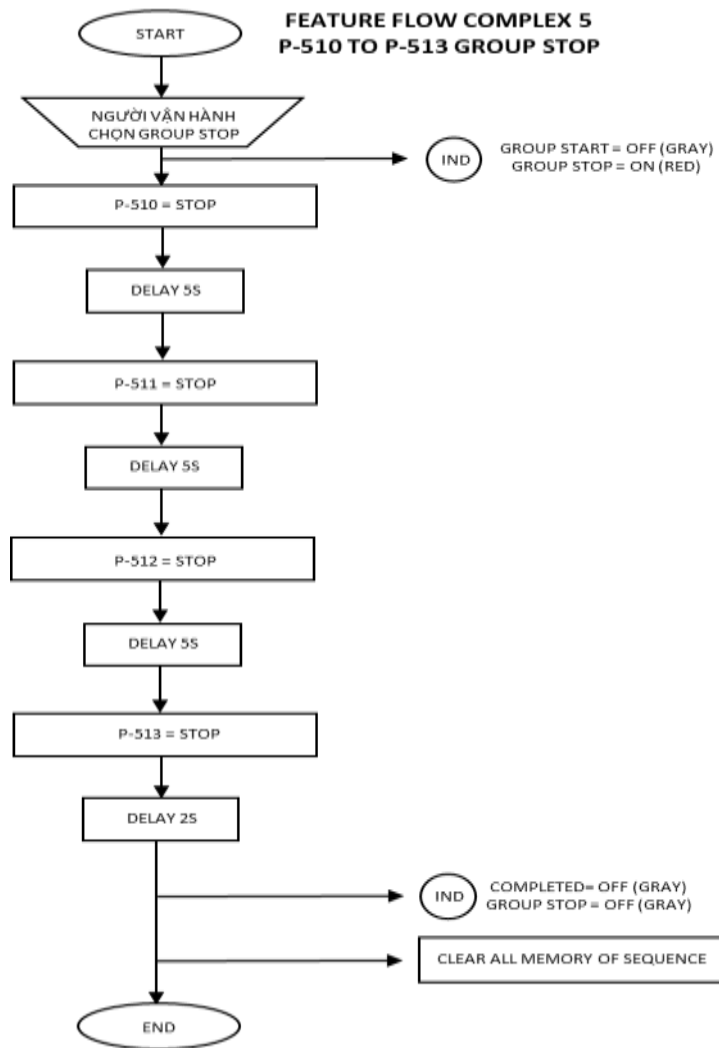 FEATURE FLOW COMPLEX 5
P-510 TO P-513 GROUP STOP
START
NGƯỜI VẬN HÀNH
CHỌN GROUP STOP
IND
GROUP START = OFF (GRAY)
GROUP STOP = ON (RED)
P-510 = STOP
DELAY 5S
P-511 = STOP
DELAY 5S
P-512 = STOP
DELAY 5S
P-513 = STOP
DELAY 2S
IND
COMPLETED= OFF (GRAY)
GROUP STOP = OFF (GRAY)
CLEAR ALL MEMORY OF SEQUENCE
END